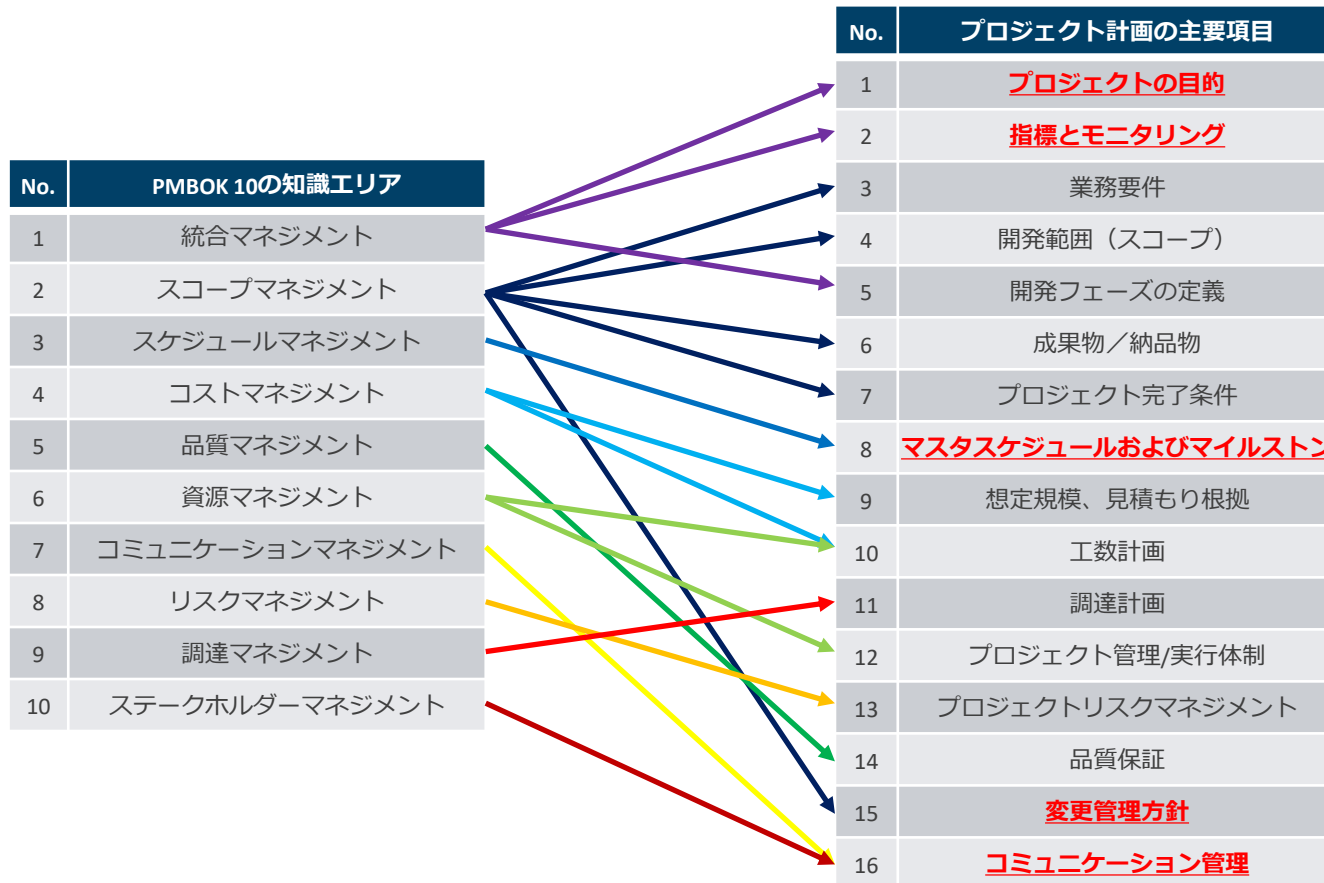 No. PMBOK 10の知識エリア
1 統合マネジメント
2 スコープマネジメント
3 スケジュールマネジメント
4 コストマネジメント
5 品質マネジメント
6 資源マネジメント
7 コミュニケーションマネジメント
8 リスクマネジメント
9 調達マネジメント
10 ステークホルダーマネジメント
No. プロジェクト計画の主要項目
1 プロジェクトの目的
2 指標とモニタリング
3 業務要件
4 開発範囲（スコープ）
5 開発フェーズの定義
6 成果物／納品物
7 プロジェクト完了条件
8 マスタスケジュールおよびマイルストン
9 想定規模、見積もり根拠
10 工数計画
11 調達計画
12 プロジェクト管理/実行体制
13 プロジェクトリスクマネジメント
14 品質保証
15 変更管理方針
16 コミュニケーション管理